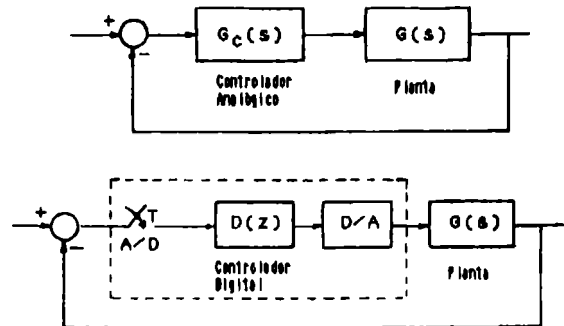 +
-
G_C(s)
G(s)
Controlador
Analógico
Planta
+
-
T
A/D
D(z)
D/A
G(s)
Controlador
Digital
Planta